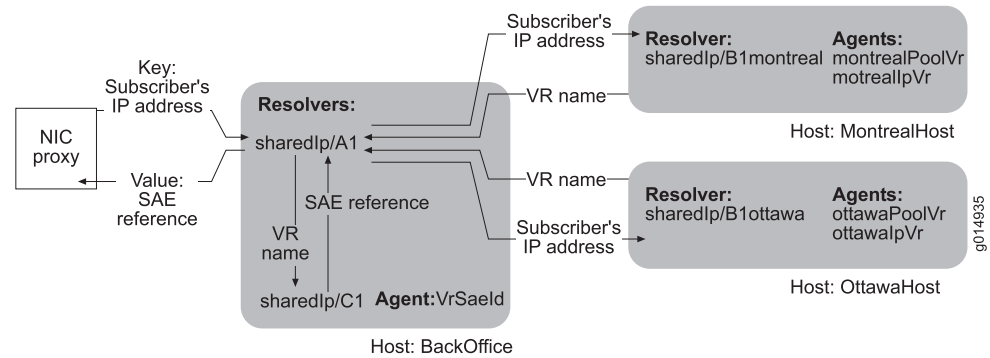 Key:
Subscriber's
IP address
NIC
proxy
Value:
SAE
reference
Resolvers:
sharedIp/A1
SAE reference
VR
name
sharedIp/C1
Agent:VrSaeId
Host: BackOffice
Subscriber's
IP address
VR name
VR name
Subscriber's
IP address
Resolver:
sharedIp/B1montreal
Agents:
montrealPoolVr
motrealIpVr
Host: MontrealHost
Resolver:
sharedIp/B1ottawa
Agents:
ottawaPoolVr
ottawaIpVr
Host: OttawaHost
g014935